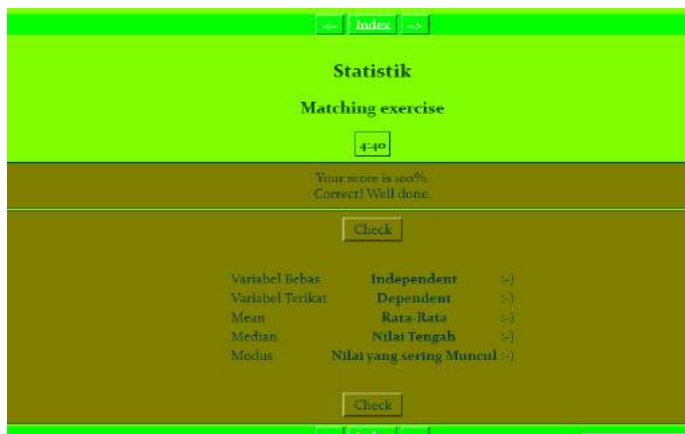 <= Index =>
Statistik
Matching exercise
4:40
Your score is 100%.
Correct! Well done.
Check
Variabel Bebas Independent :-)
Variabel Terikat Dependent :-)
Mean Rata-Rata :-)
Median Nilai Tengah :-)
Modus Nilai yang sering Muncul :-)
Check